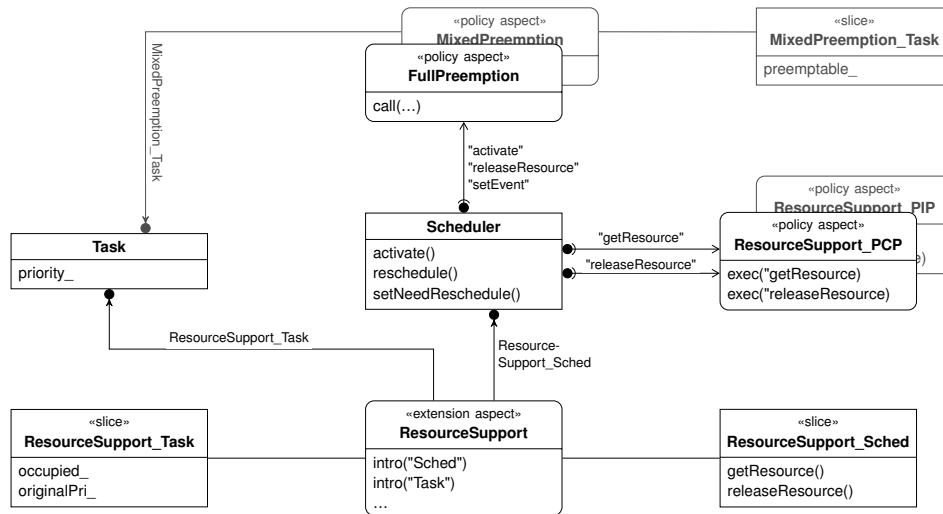 «policy aspect»
MixedPreemption
«slice»
MixedPreemption_Task
preemptable_
MixedPreemption_Task
«policy aspect»
FullPreemption
call(…)
"activate"
"releaseResource"
"setEvent"
Task
priority_
Scheduler
activate()
reschedule()
setNeedReschedule()
"getResource"
"releaseResource"
«policy aspect»
ResourceSupport_PIP
e)
«policy aspect»
ResourceSupport_PCP
exec("getResource)
exec("releaseResource)
ResourceSupport_Task
Resource-
Support_Sched
«slice»
ResourceSupport_Task
occupied_
originalPri_
«extension aspect»
ResourceSupport
intro("Sched")
intro("Task")
…
«slice»
ResourceSupport_Sched
getResource()
releaseResource()